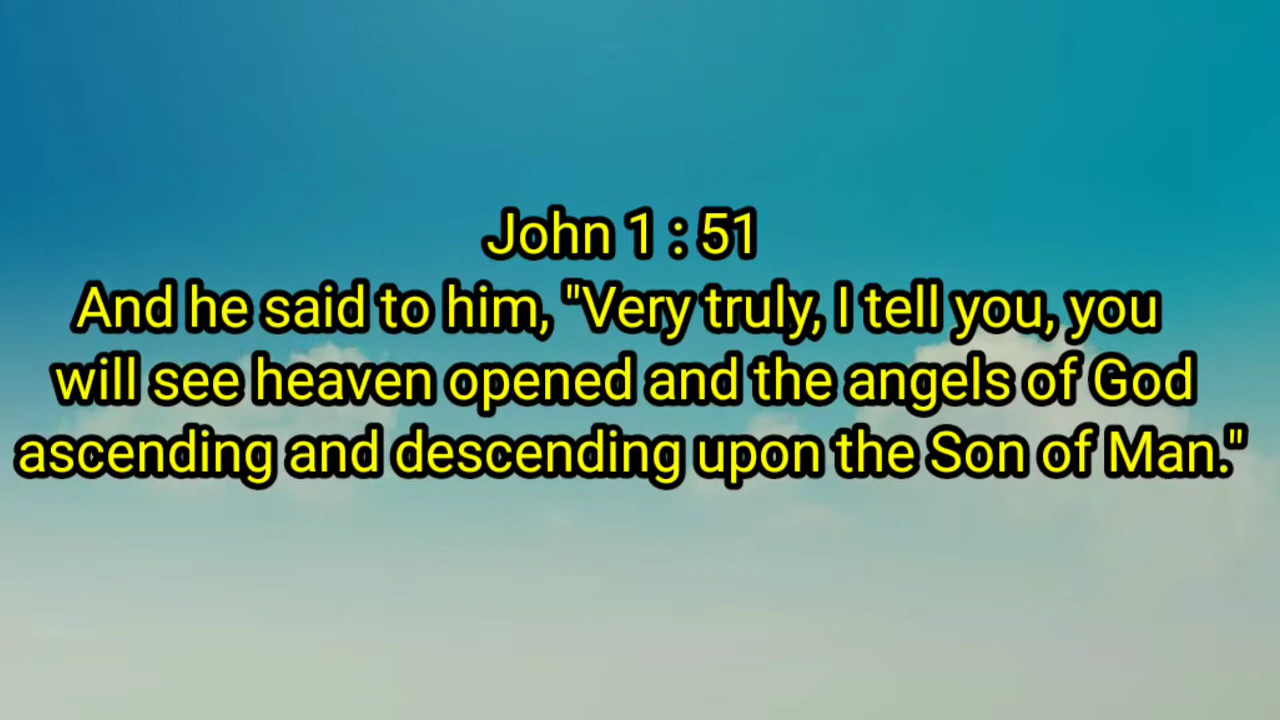 John 1 : 51
And he said to him, "Very truly, I tell you, you
will see heaven opened and the angels of God
ascending and descending upon the Son of Man."